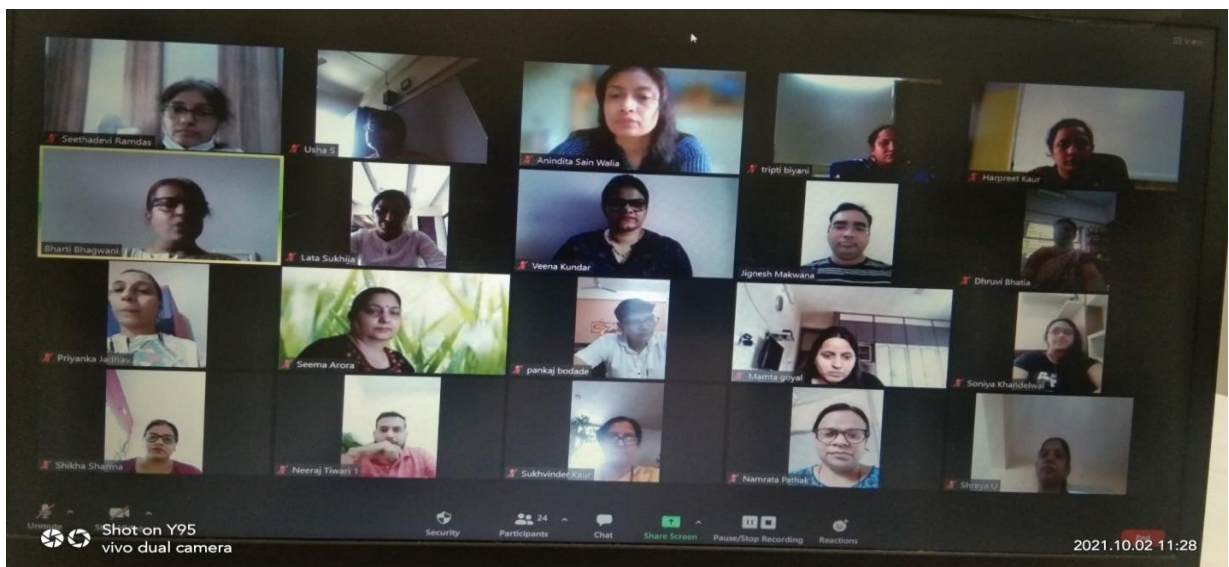 View
Seethadevi Ramdas
Usha S
Anindita Sain Walia
tripti biyani
Harpreet Kaur
Bharti Bhagwani
Lata Sukhija
Veena Kundar
Jignesh Makwana
Dhruvi Bhatia
Priyanka Jadhav
Seema Arora
pankaj bodade
Mamta goyal
Soniya Khandelwal
Shikha Sharma
Neeraj Tiwari 1
Sukhvinder Kaur
Namrata Pathak
Shreya U
Unmute
Security
24
Participants
Chat
Share Screen
Pause/Stop Recording
Reactions
End
Shot on Y95
vivo dual camera
2021.10.02 11:28